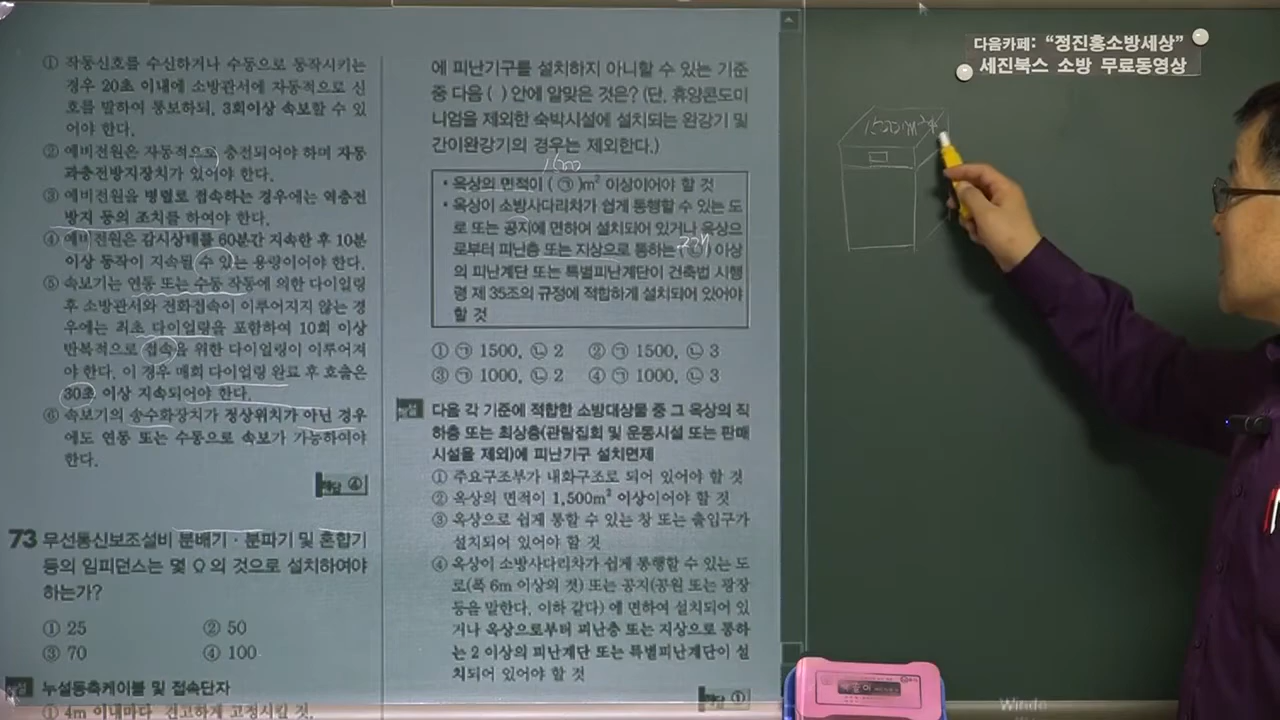 ① 작동신호를 수신하거나 수동으로 동작시키는
경우 20초 이내에 소방관서에 자동적으로 신
호를 말하여 통보하되, 3회이상 속보할 수 있
어야 한다.
② 예비전원은 자동적으로 충전되어야 하며 자동
과충전방지장치가 있어야 한다.
③ 예비전원을 병렬로 접속하는 경우에는 역충전
방지 등의 조치를 하여야 한다.
④ 예비전원은 감시상태를 60분간 지속한 후 10분
이상 동작이 지속될 수 있는 용량이어야 한다.
⑤ 속보기는 연동 또는 수동 작동에 의한 다이얼링
후 소방관서와 전화접속이 이루어지지 않는 경
우에는 최초 다이얼링을 포함하여 10회 이상
반복적으로 접속을 위한 다이얼링이 이루어져
야 한다. 이 경우 매회 다이얼링 완료 후 호출은
30초 이상 지속되어야 한다.
⑥ 속보기의 송수화장치가 정상위치가 아닌 경우
에도 연동 또는 수동으로 속보가 가능하여야
한다.
해답 ④
73 무선통신보조설비 분배기·분파기 및 혼합기
등의 임피던스는 몇 Ω의 것으로 설치하여야
하는가?
① 25 ② 50
③ 70 ④ 100
해설 누설동축케이블 및 접속단자
① 4m 이내마다 견고하게 고정시킬 것.
에 피난기구를 설치하지 아니할 수 있는 기준
중 다음 ( ) 안에 알맞은 것은? (단, 휴양콘도미
니엄을 제외한 숙박시설에 설치되는 완강기 및
간이완강기의 경우는 제외한다.)
• 옥상의 면적이 (㉠)m² 이상이어야 할 것
• 옥상이 소방사다리차가 쉽게 통행할 수 있는 도
로 또는 공지에 면하여 설치되어 있거나 옥상으
로부터 피난층 또는 지상으로 통하는 (㉡) 이상
의 피난계단 또는 특별피난계단이 건축법 시행
령 제 35조의 규정에 적합하게 설치되어 있어야
할 것
① ㉠ 1500, ㉡ 2 ② ㉠ 1500, ㉡ 3
③ ㉠ 1000, ㉡ 2 ④ ㉠ 1000, ㉡ 3
해설 다음 각 기준에 적합한 소방대상물 중 그 옥상의 직
하층 또는 최상층(관람집회 및 운동시설 또는 판매
시설을 제외)에 피난기구 설치면제
① 주요구조부가 내화구조로 되어 있어야 할 것
② 옥상의 면적이 1,500m² 이상이어야 할 것
③ 옥상으로 쉽게 통할 수 있는 창 또는 출입구가
설치되어 있어야 할 것
④ 옥상이 소방사다리차가 쉽게 통행할 수 있는 도
로(폭 6m 이상의 것) 또는 공지(공원 또는 광장
등을 말한다. 이하 같다) 에 면하여 설치되어 있
거나 옥상으로부터 피난층 또는 지상으로 통하
는 2 이상의 피난계단 또는 특별피난계단이 설
치되어 있어야 할 것
해답 ①
1500m²
다음카페: “정진홍소방세상”
세진북스 소방 무료동영상
Windo